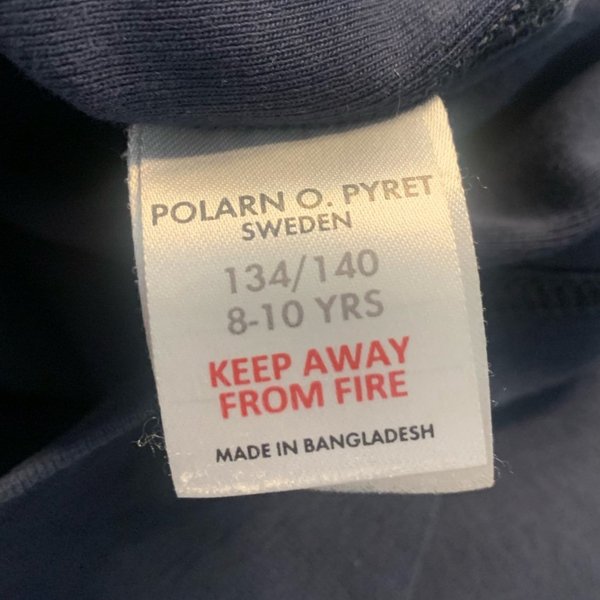 POLARN O. PYRET
SWEDEN
134/140
8-10 YRS
KEEP AWAY
FROM FIRE
MADE IN BANGLADESH